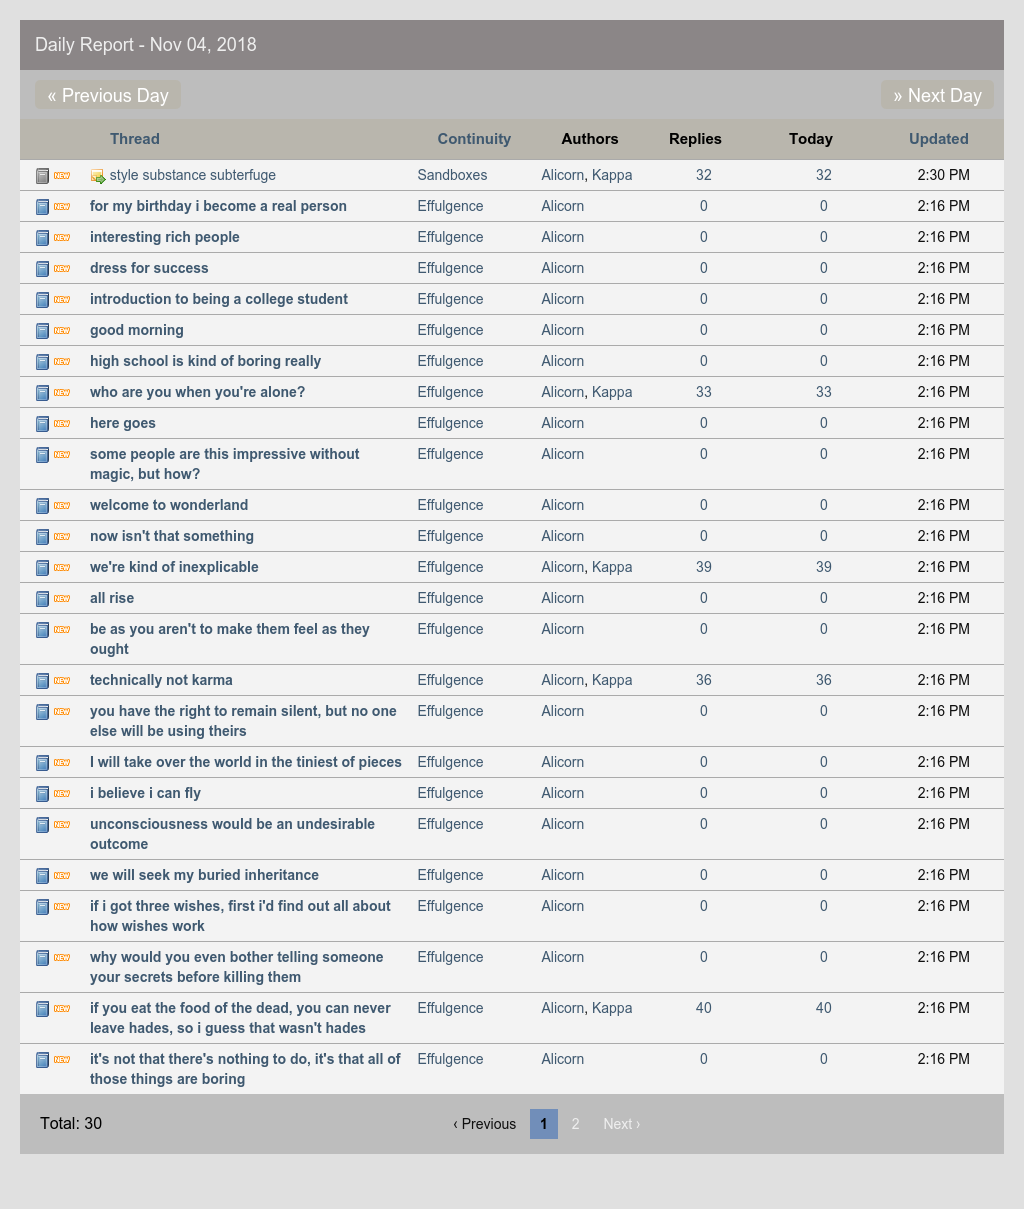 Daily Report - Nov 04, 2018
« Previous Day » Next Day
Thread Continuity Authors Replies Today Updated
NEW style substance subterfuge Sandboxes Alicorn, Kappa 32 32 2:30 PM
NEW for my birthday i become a real person Effulgence Alicorn 0 0 2:16 PM
NEW interesting rich people Effulgence Alicorn 0 0 2:16 PM
NEW dress for success Effulgence Alicorn 0 0 2:16 PM
NEW introduction to being a college student Effulgence Alicorn 0 0 2:16 PM
NEW good morning Effulgence Alicorn 0 0 2:16 PM
NEW high school is kind of boring really Effulgence Alicorn 0 0 2:16 PM
NEW who are you when you're alone? Effulgence Alicorn, Kappa 33 33 2:16 PM
NEW here goes Effulgence Alicorn 0 0 2:16 PM
NEW some people are this impressive without Effulgence Alicorn 0 0 2:16 PM
magic, but how?
NEW welcome to wonderland Effulgence Alicorn 0 0 2:16 PM
NEW now isn't that something Effulgence Alicorn 0 0 2:16 PM
NEW we're kind of inexplicable Effulgence Alicorn, Kappa 39 39 2:16 PM
NEW all rise Effulgence Alicorn 0 0 2:16 PM
NEW be as you aren't to make them feel as they Effulgence Alicorn 0 0 2:16 PM
ought
NEW technically not karma Effulgence Alicorn, Kappa 36 36 2:16 PM
NEW you have the right to remain silent, but no one Effulgence Alicorn 0 0 2:16 PM
else will be using theirs
NEW I will take over the world in the tiniest of pieces Effulgence Alicorn 0 0 2:16 PM
NEW i believe i can fly Effulgence Alicorn 0 0 2:16 PM
NEW unconsciousness would be an undesirable Effulgence Alicorn 0 0 2:16 PM
outcome
NEW we will seek my buried inheritance Effulgence Alicorn 0 0 2:16 PM
NEW if i got three wishes, first i'd find out all about Effulgence Alicorn 0 0 2:16 PM
how wishes work
NEW why would you even bother telling someone Effulgence Alicorn 0 0 2:16 PM
your secrets before killing them
NEW if you eat the food of the dead, you can never Effulgence Alicorn, Kappa 40 40 2:16 PM
leave hades, so i guess that wasn't hades
NEW it's not that there's nothing to do, it's that all of Effulgence Alicorn 0 0 2:16 PM
those things are boring
Total: 30 ‹ Previous 1 2 Next ›